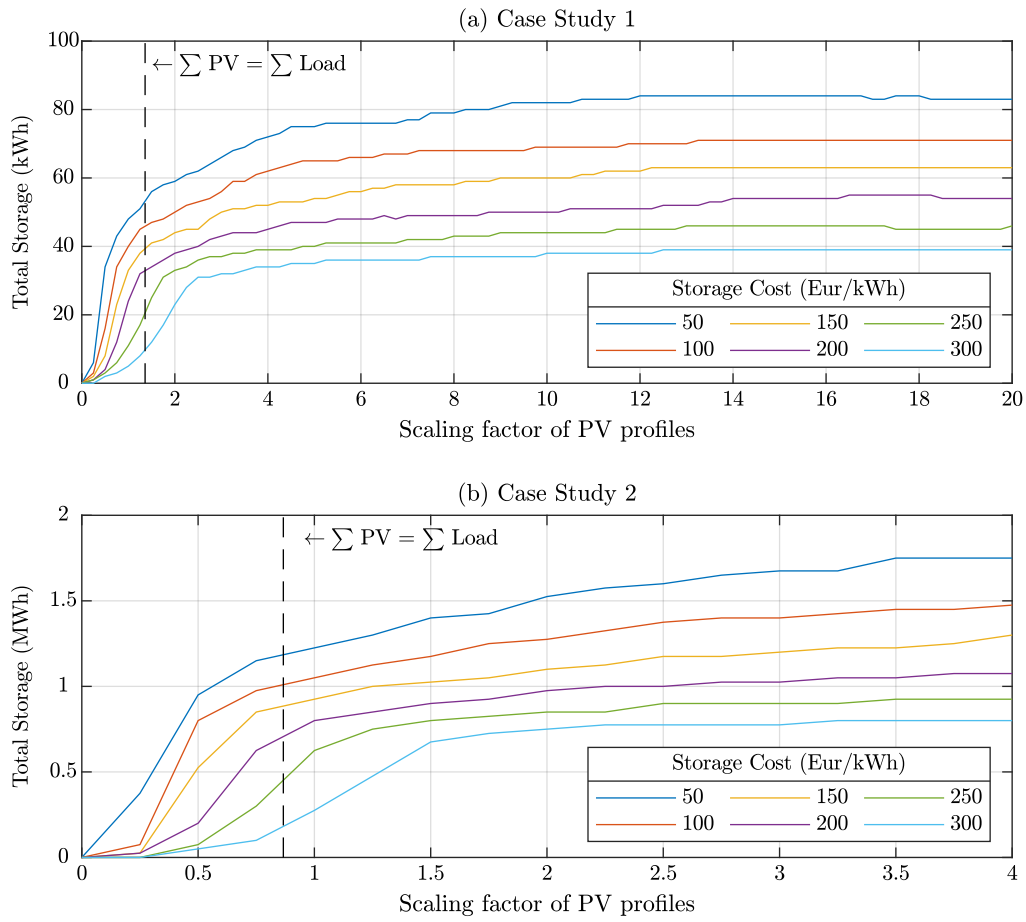 (a) Case Study 1
100
80
60
40
20
0
Total Storage (kWh)
← ∑ PV = ∑ Load
Storage Cost (Eur/kWh)
50 150 250
100 200 300
0 2 4 6 8 10 12 14 16 18 20
Scaling factor of PV profiles
(b) Case Study 2
2
1.5
1
0.5
0
Total Storage (MWh)
← ∑ PV = ∑ Load
Storage Cost (Eur/kWh)
50 150 250
100 200 300
0 0.5 1 1.5 2 2.5 3 3.5 4
Scaling factor of PV profiles